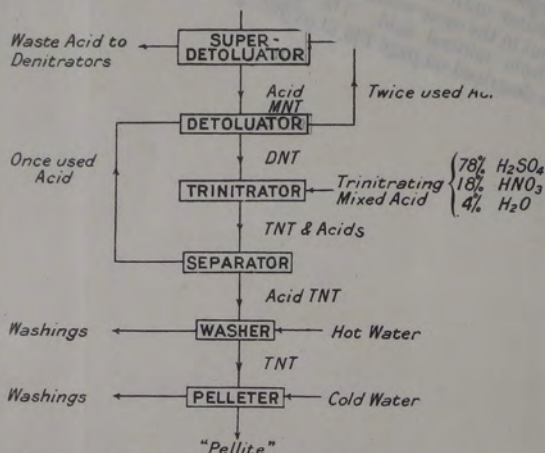 Waste Acid to
Denitrators
SUPER-
DETOLUATOR
Acid
MNT
Twice used
DETOLUATOR
Once used
Acid
DNT
TRINITRATOR
Trinitrating
Mixed Acid
78% H₂SO₄
18% HNO₃
4% H₂O
TNT & Acids
SEPARATOR
Acid TNT
Washings
WASHER
Hot Water
TNT
Washings
PELLETER
Cold Water
"Pellite"